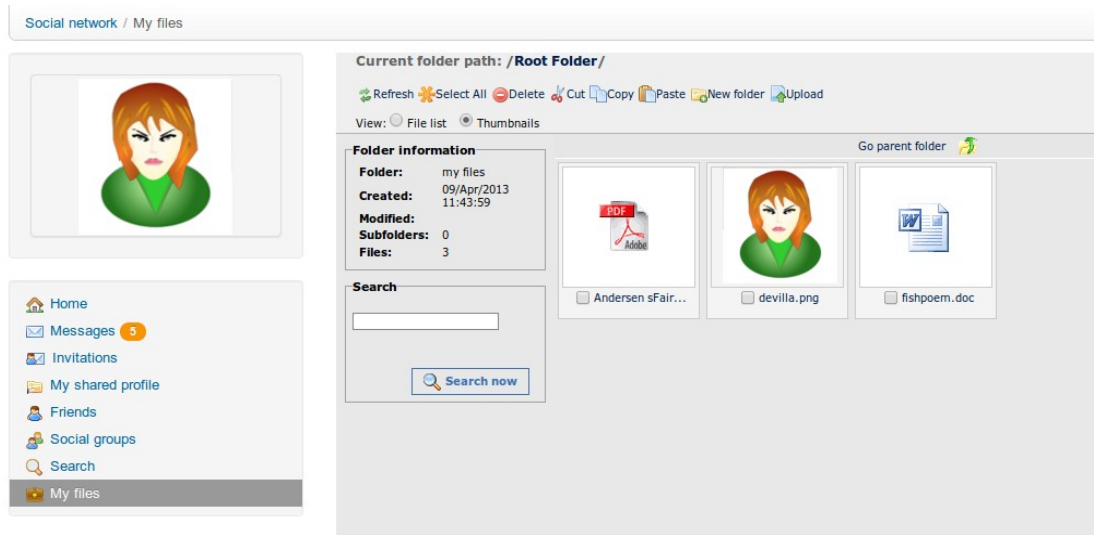 Social network / My files
Home
Messages 5
Invitations
My shared profile
Friends
Social groups
Search
My files
Current folder path: /Root Folder/
Refresh Select All Delete Cut Copy Paste New folder Upload
View: File list Thumbnails
Folder information
Folder: my files
Created: 09/Apr/2013
11:43:59
Modified:
Subfolders: 0
Files: 3
Search
Search now
Go parent folder
PDF
Adobe
W
Andersen sFair... devilla.png fishpoem.doc